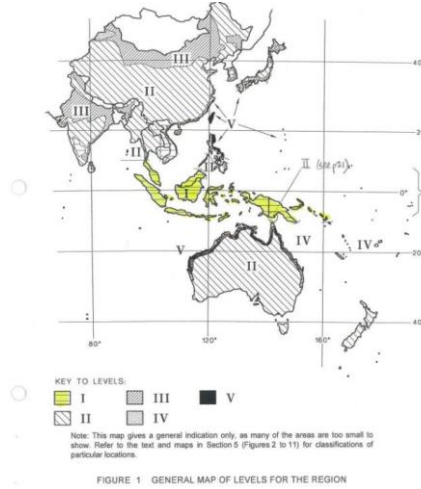 III
40
II
III
V
20
II
II (see p25)
II
I
0°
IV
IV
V
20
II
40
80°
120°
160°
KEY TO LEVELS:
I
III
V
II
IV
Note: This map gives a general indication only, as many of the areas are too small to
show. Refer to the text and maps in Section 5 (Figures 2 to 11) for classifications of
particular locations.
FIGURE 1 GENERAL MAP OF LEVELS FOR THE REGION